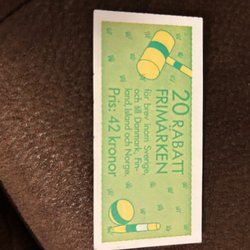 20 RABATT
FRIMÄRKEN
för brev inom Sverige,
och till Danmark, Fin-
land, Island och Norge.
Pris: 42 kronor